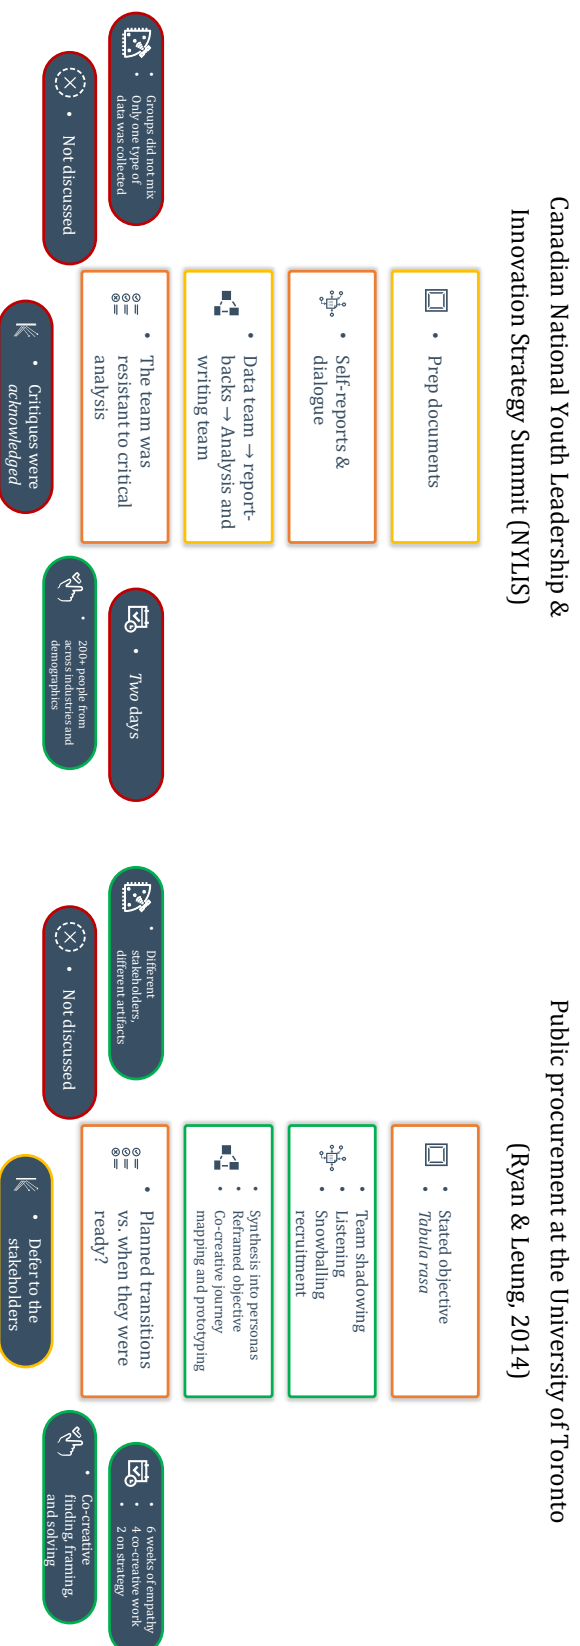 Canadian National Youth Leadership &
Innovation Strategy Summit (NYLIS)
• Prep documents
• Self-reports &
dialogue
• Data team → report-
backs → Analysis and
writing team
• The team was
resistant to critical
analysis
• Groups did not mix
• Only one type of
data was collected
• Not discussed
• Critiques were
acknowledged
• 200+ people from
across industries and
demographics
• Two days
Public procurement at the University of Toronto
(Ryan & Leung, 2014)
• Stated objective
• Tabula rasa
• Team shadowing
• Listening
• Snowballing
recruitment
• Synthesis into personas
• Reframed objective
• Co-creative journey
mapping and prototyping
• Planned transitions
vs. when they were
ready?
• Different
stakeholders,
different artifacts
• Not discussed
• Defer to the
stakeholders
• Co-creative
finding, framing,
and solving
• 6 weeks of empathy
• 4 co-creative work
• 2 on strategy